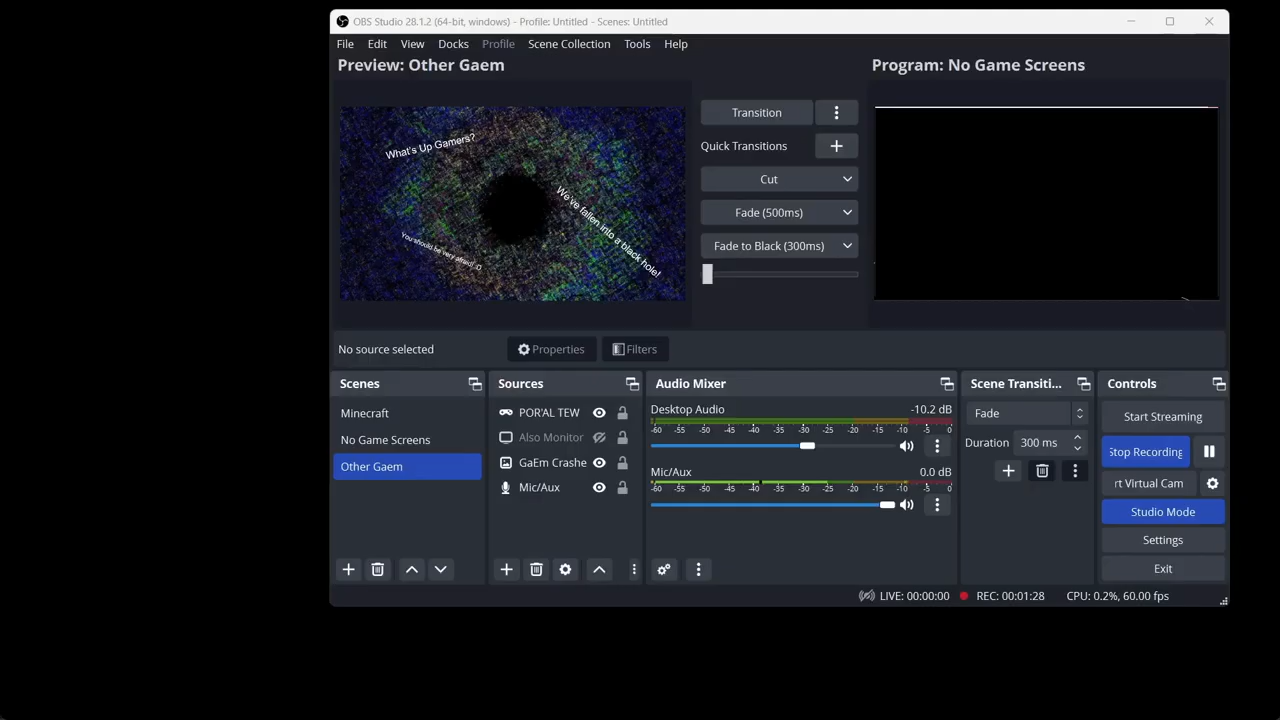 OBS Studio 28.1.2 (64-bit, windows) - Profile: Untitled - Scenes: Untitled
File Edit View Docks Profile Scene Collection Tools Help
Preview: Other Gaem
Program: No Game Screens
What's Up Gamers?
We've fallen into a black hole!
You should be very afraid! :D
Transition
Quick Transitions
Cut
Fade (500ms)
Fade to Black (300ms)
No source selected
Properties
Filters
Scenes
Minecraft
No Game Screens
Other Gaem
Sources
POR'AL TEW
Also Monitor
GaEm Crashe
Mic/Aux
Audio Mixer
Desktop Audio -10.2 dB
-60 -55 -50 -45 -40 -35 -30 -25 -20 -15 -10 -5 0
Mic/Aux 0.0 dB
-60 -55 -50 -45 -40 -35 -30 -25 -20 -15 -10 -5 0
Scene Transiti...
Fade
Duration 300 ms
Controls
Start Streaming
Stop Recording
rt Virtual Cam
Studio Mode
Settings
Exit
LIVE: 00:00:00 REC: 00:01:28 CPU: 0.2%, 60.00 fps